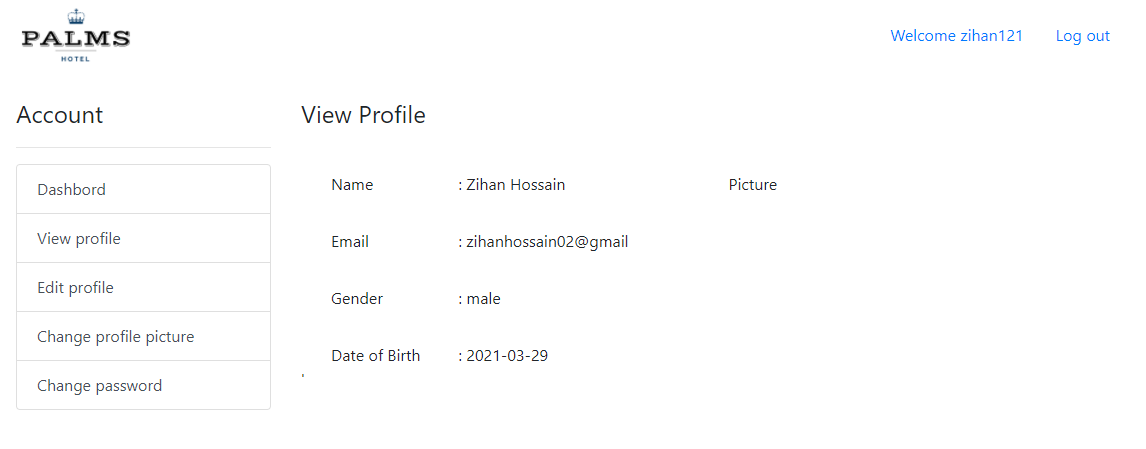 PALMS
HOTEL
Welcome zihan121 Log out
Account
View Profile
Dashbord
View profile
Edit profile
Change profile picture
Change password
Name : Zihan Hossain Picture
Email : zihanhossain02@gmail
Gender : male
Date of Birth : 2021-03-29